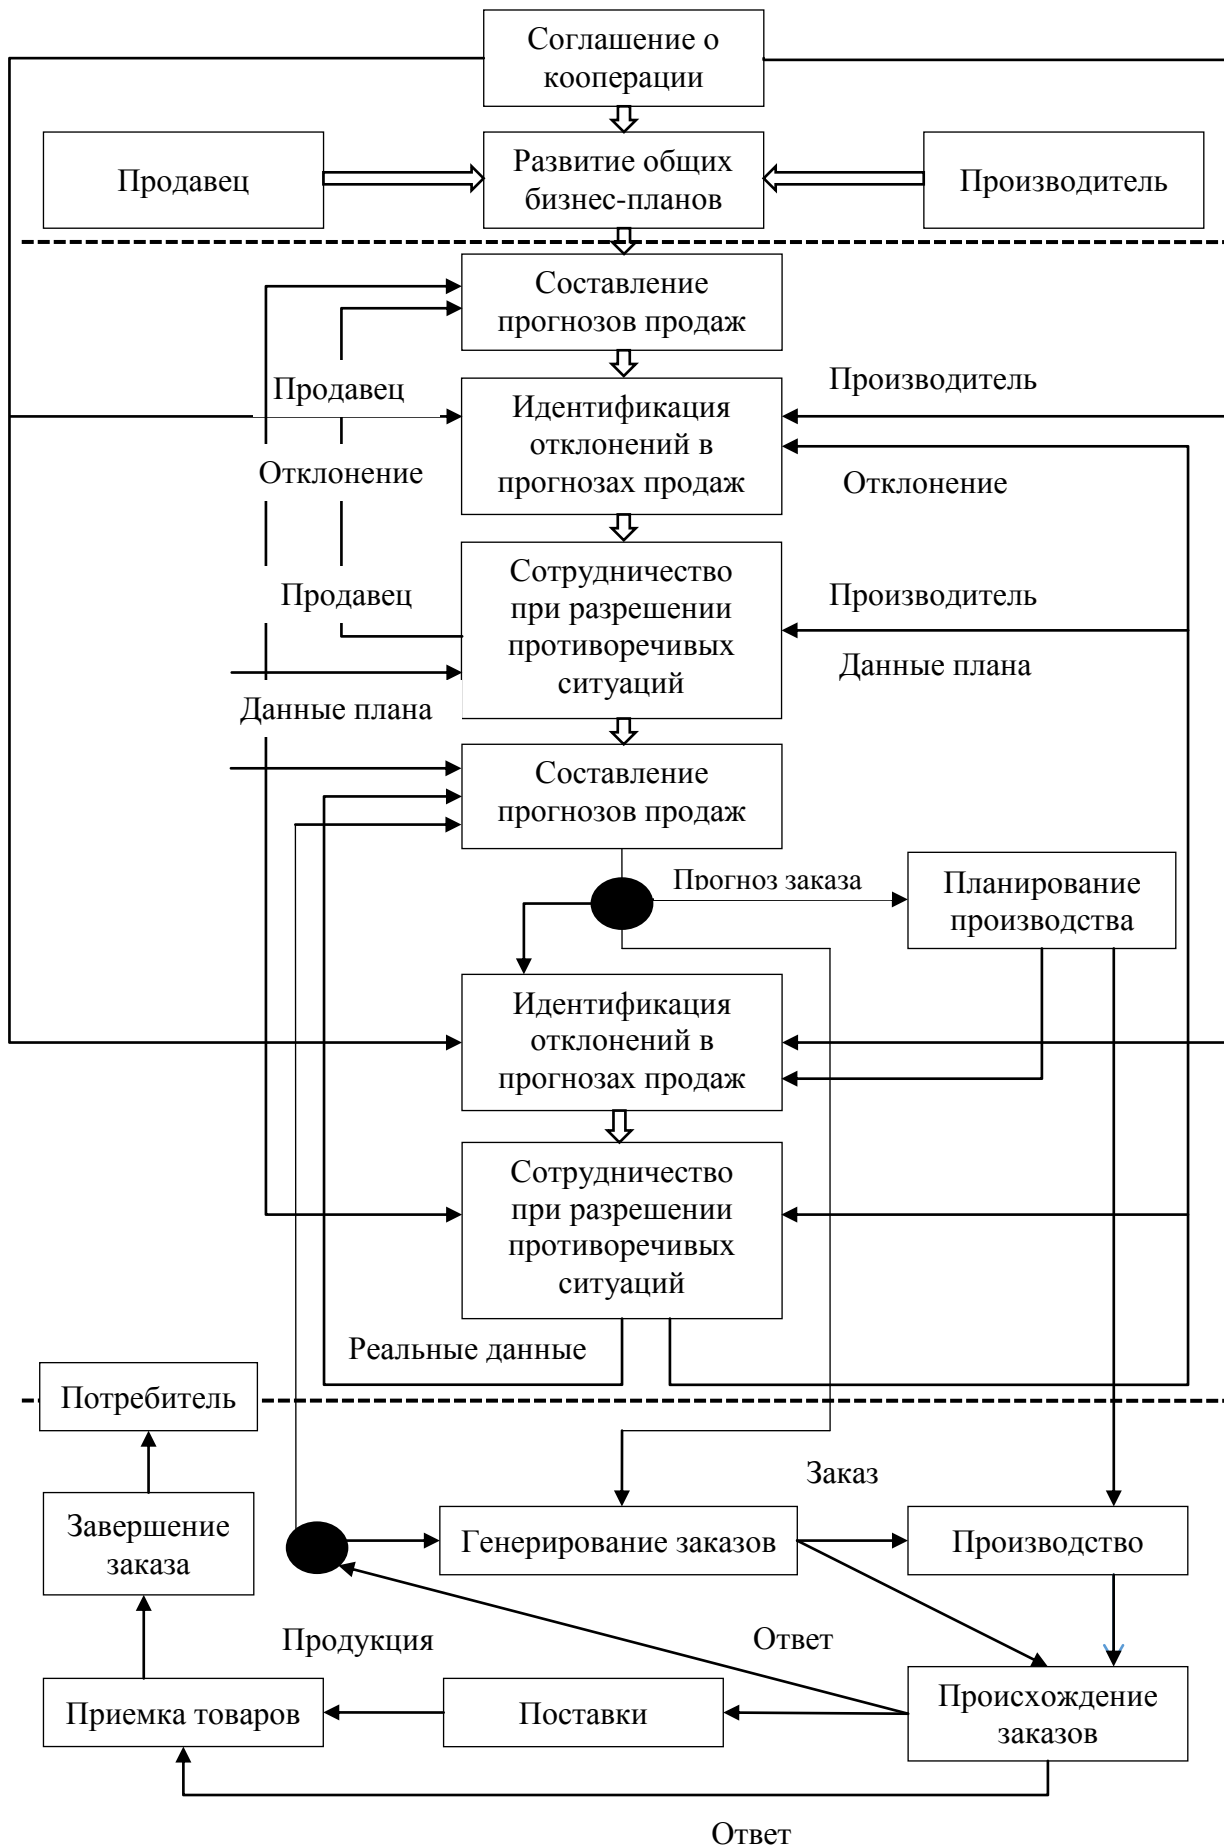 Соглашение о
кооперации
Продавец
Развитие общих
бизнес-планов
Производитель
Составление
прогнозов продаж
Продавец
Идентификация
отклонений в
прогнозах продаж
Производитель
Отклонение
Отклонение
Продавец
Сотрудничество
при разрешении
противоречивых
ситуаций
Производитель
Данные плана
Данные плана
Составление
прогнозов продаж
Прогноз заказа
Планирование
производства
Идентификация
отклонений в
прогнозах продаж
Сотрудничество
при разрешении
противоречивых
ситуаций
Реальные данные
Потребитель
Заказ
Завершение
заказа
Генерирование заказов
Производство
Продукция
Ответ
Приемка товаров
Поставки
Происхождение
заказов
Ответ